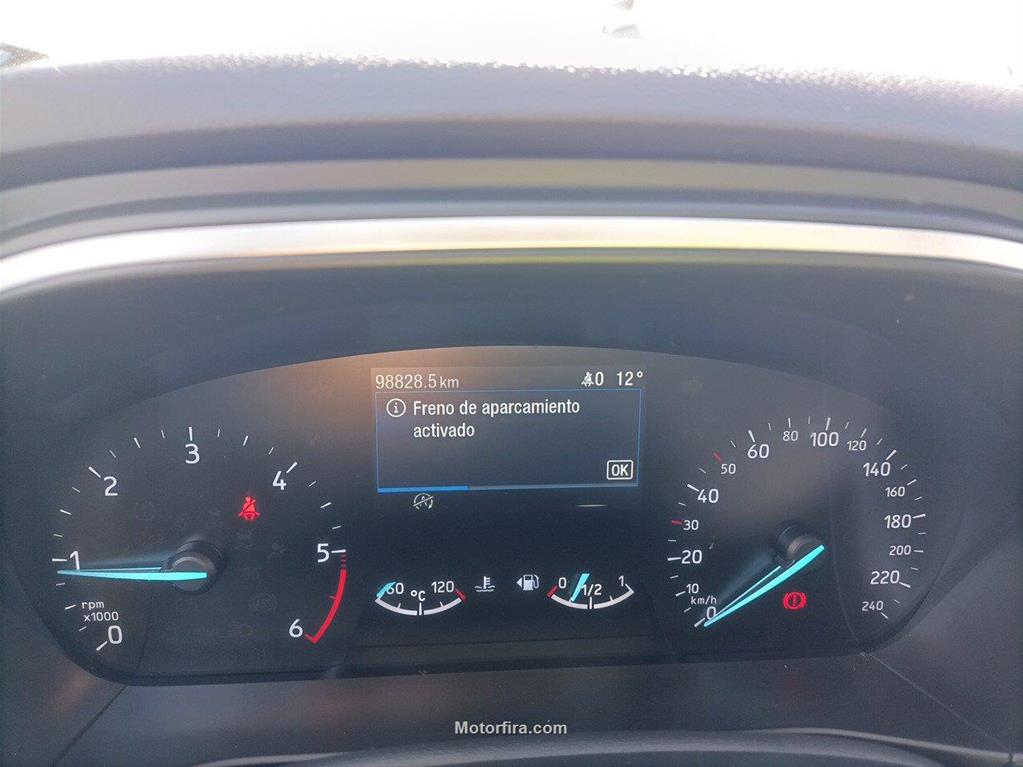 98828.5 km 0 12°
Freno de aparcamiento
activado
OK
0 1 2 3 4 5 6
rpm
x1000
60 120
°C
0 1/2 1
0 10 20 30 40 50 60 80 100 120 140 160 180 200 220 240
km/h
Motorfira.com